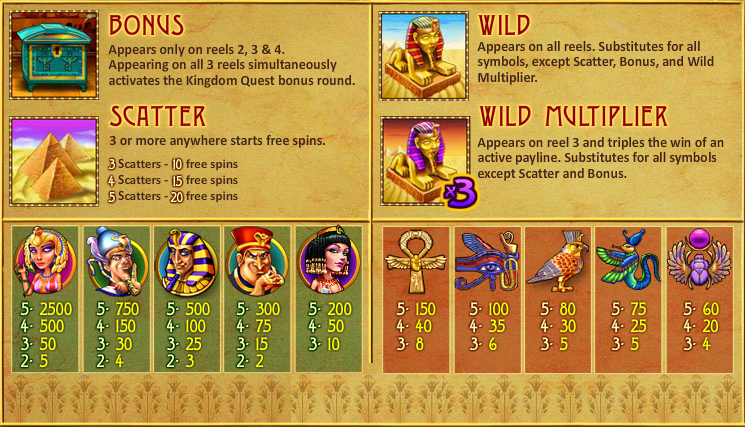 BONUS
Appears only on reels 2, 3 & 4.
Appearing on all 3 reels simultaneously
activates the Kingdom Quest bonus round.
SCATTER
3 or more anywhere starts free spins.
3 Scatters - 10 free spins
4 Scatters - 15 free spins
5 Scatters - 20 free spins
WILD
Appears on all reels. Substitutes for all
symbols, except Scatter, Bonus, and Wild
Multiplier.
WILD MULTIPLIER
Appears on reel 3 and triples the win of an
active payline. Substitutes for all symbols
except Scatter and Bonus.
x3
5- 2500
4- 500
3- 50
2- 5
5- 750
4- 150
3- 30
2- 4
5- 500
4- 100
3- 25
2- 3
5- 300
4- 75
3- 15
2- 2
5- 200
4- 50
3- 10
5- 150
4- 40
3- 8
5- 100
4- 35
3- 6
5- 80
4- 30
3- 5
5- 75
4- 25
3- 5
5- 60
4- 20
3- 4